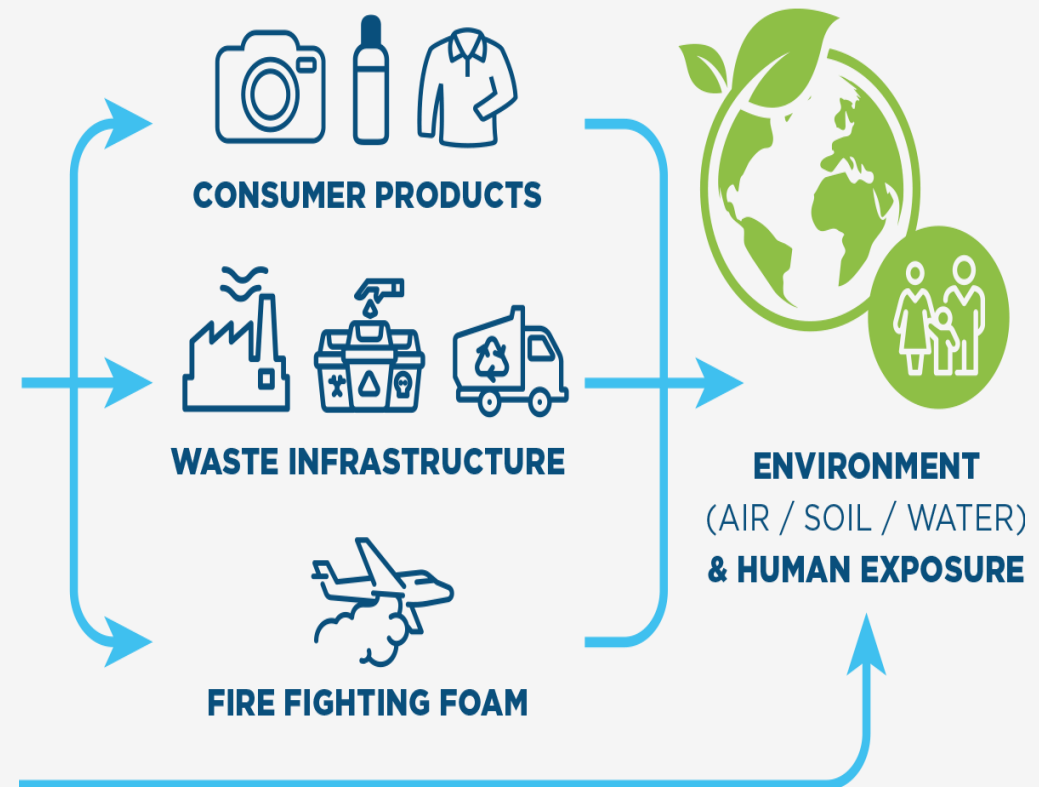 CONSUMER PRODUCTS
WASTE INFRASTRUCTURE
FIRE FIGHTING FOAM
ENVIRONMENT
(AIR / SOIL / WATER)
& HUMAN EXPOSURE